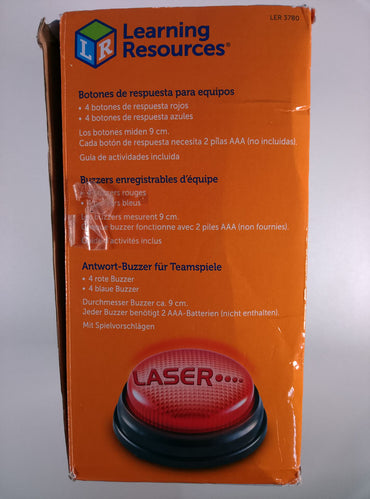 LER 3780
LR
Learning
Resources®
Botones de respuesta para equipos
• 4 botones de respuesta rojos
• 4 botones de respuesta azules
Los botones miden 9 cm.
Cada botón de respuesta necesita 2 pilas AAA (no incluidas).
Guía de actividades incluida
Buzzers enregistrables d'équipe
buzzers rouges
bleus
buzzers mesurent 9 cm.
buzzer fonctionne avec 2 piles AAA (non fournies).
activités inclus
Antwort-Buzzer für Teamspiele
• 4 rote Buzzer
• 4 blaue Buzzer
Durchmesser Buzzer ca. 9 cm.
Jeder Buzzer benötigt 2 AAA-Batterien (nicht enthalten).
Mit Spielvorschlägen
LASER